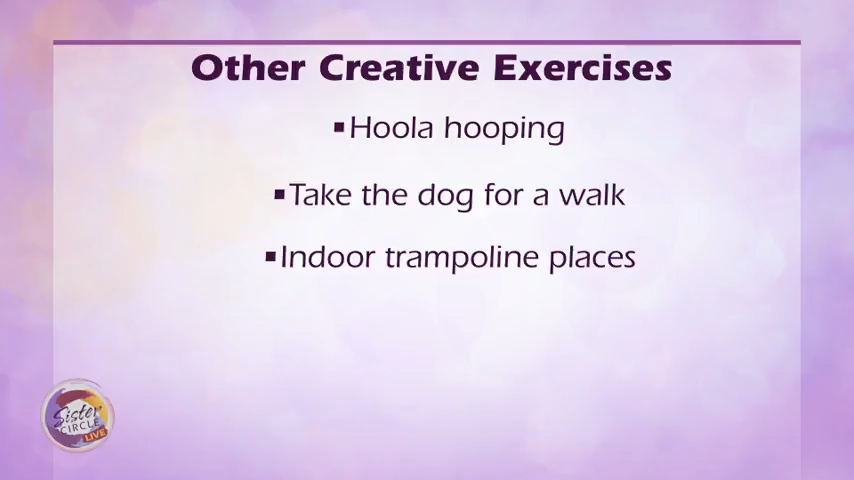 Other Creative Exercises
▪Hoola hooping
▪Take the dog for a walk
▪Indoor trampoline places
Sister
CIRCLE
LIVE